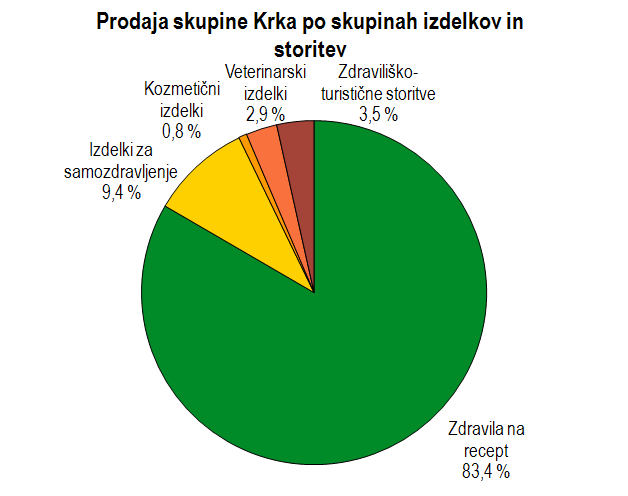 Prodaja skupine Krka po skupinah izdelkov in
storitev
Kozmetični
izdelki
0,8 %
Veterinarski
izdelki
2,9 %
Zdraviliško-
turistične storitve
3,5 %
Izdelki za
samozdravljenje
9,4 %
Zdravila na
recept
83,4 %